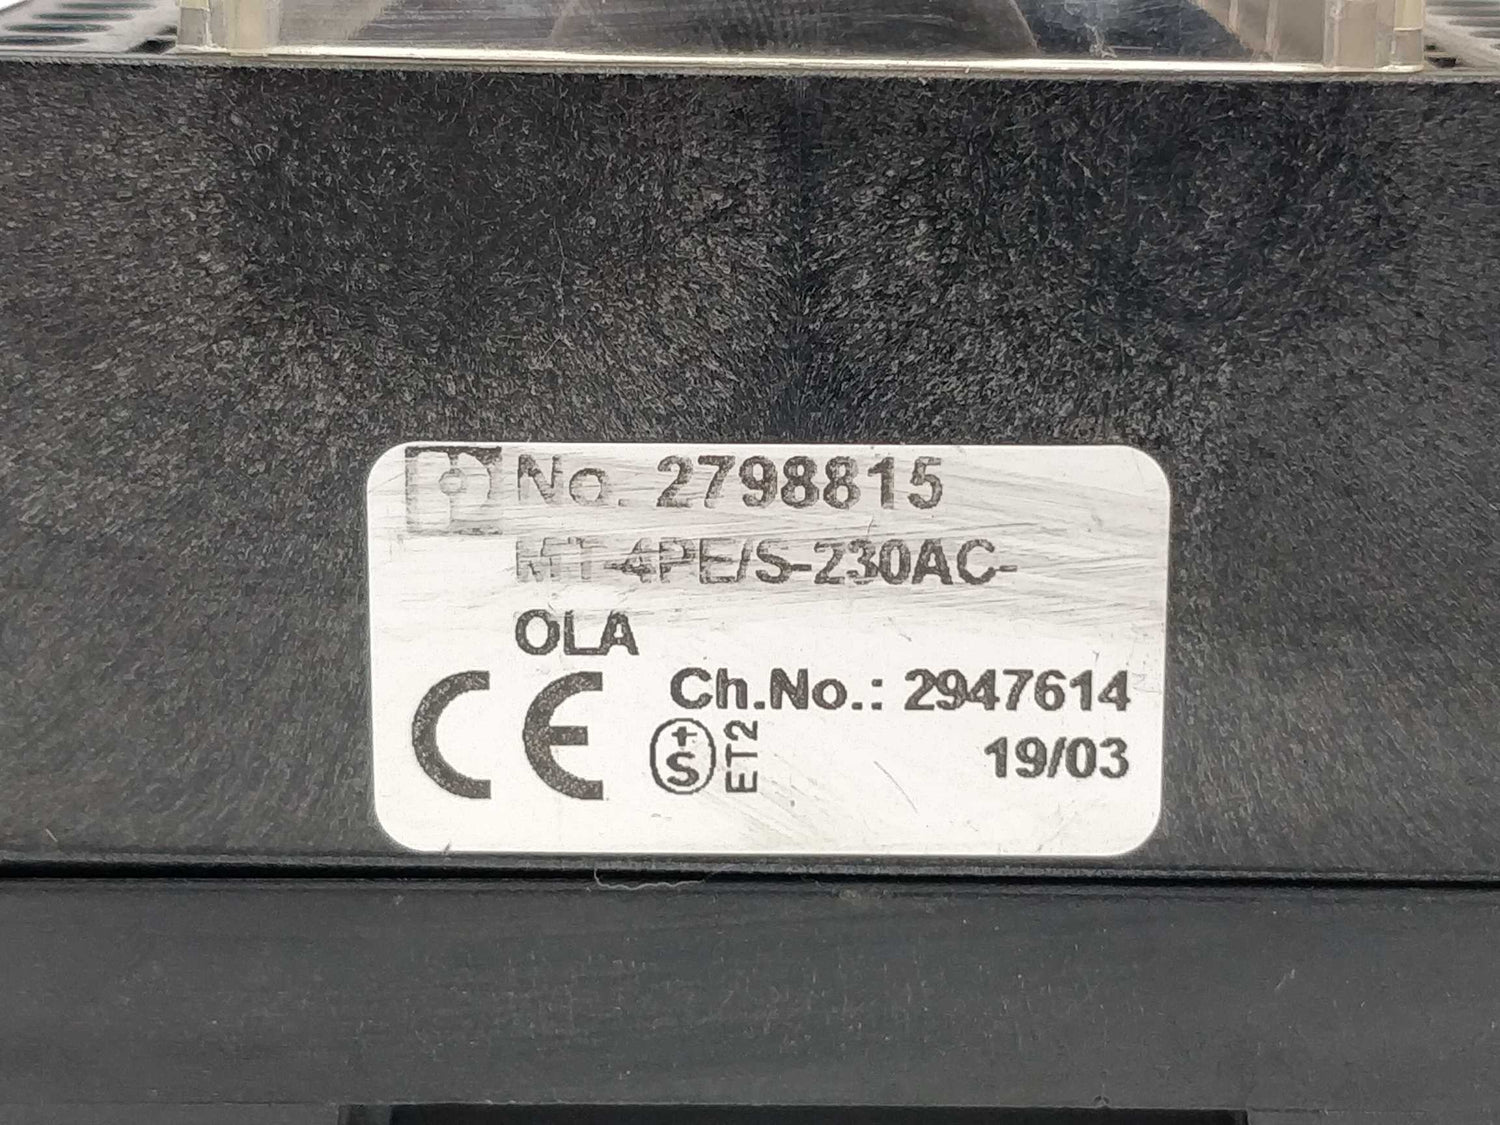 No. 2798815
MT-4PE/S-230AC-
OLA
CE Ch.No.: 2947614
+S ET2 19/03